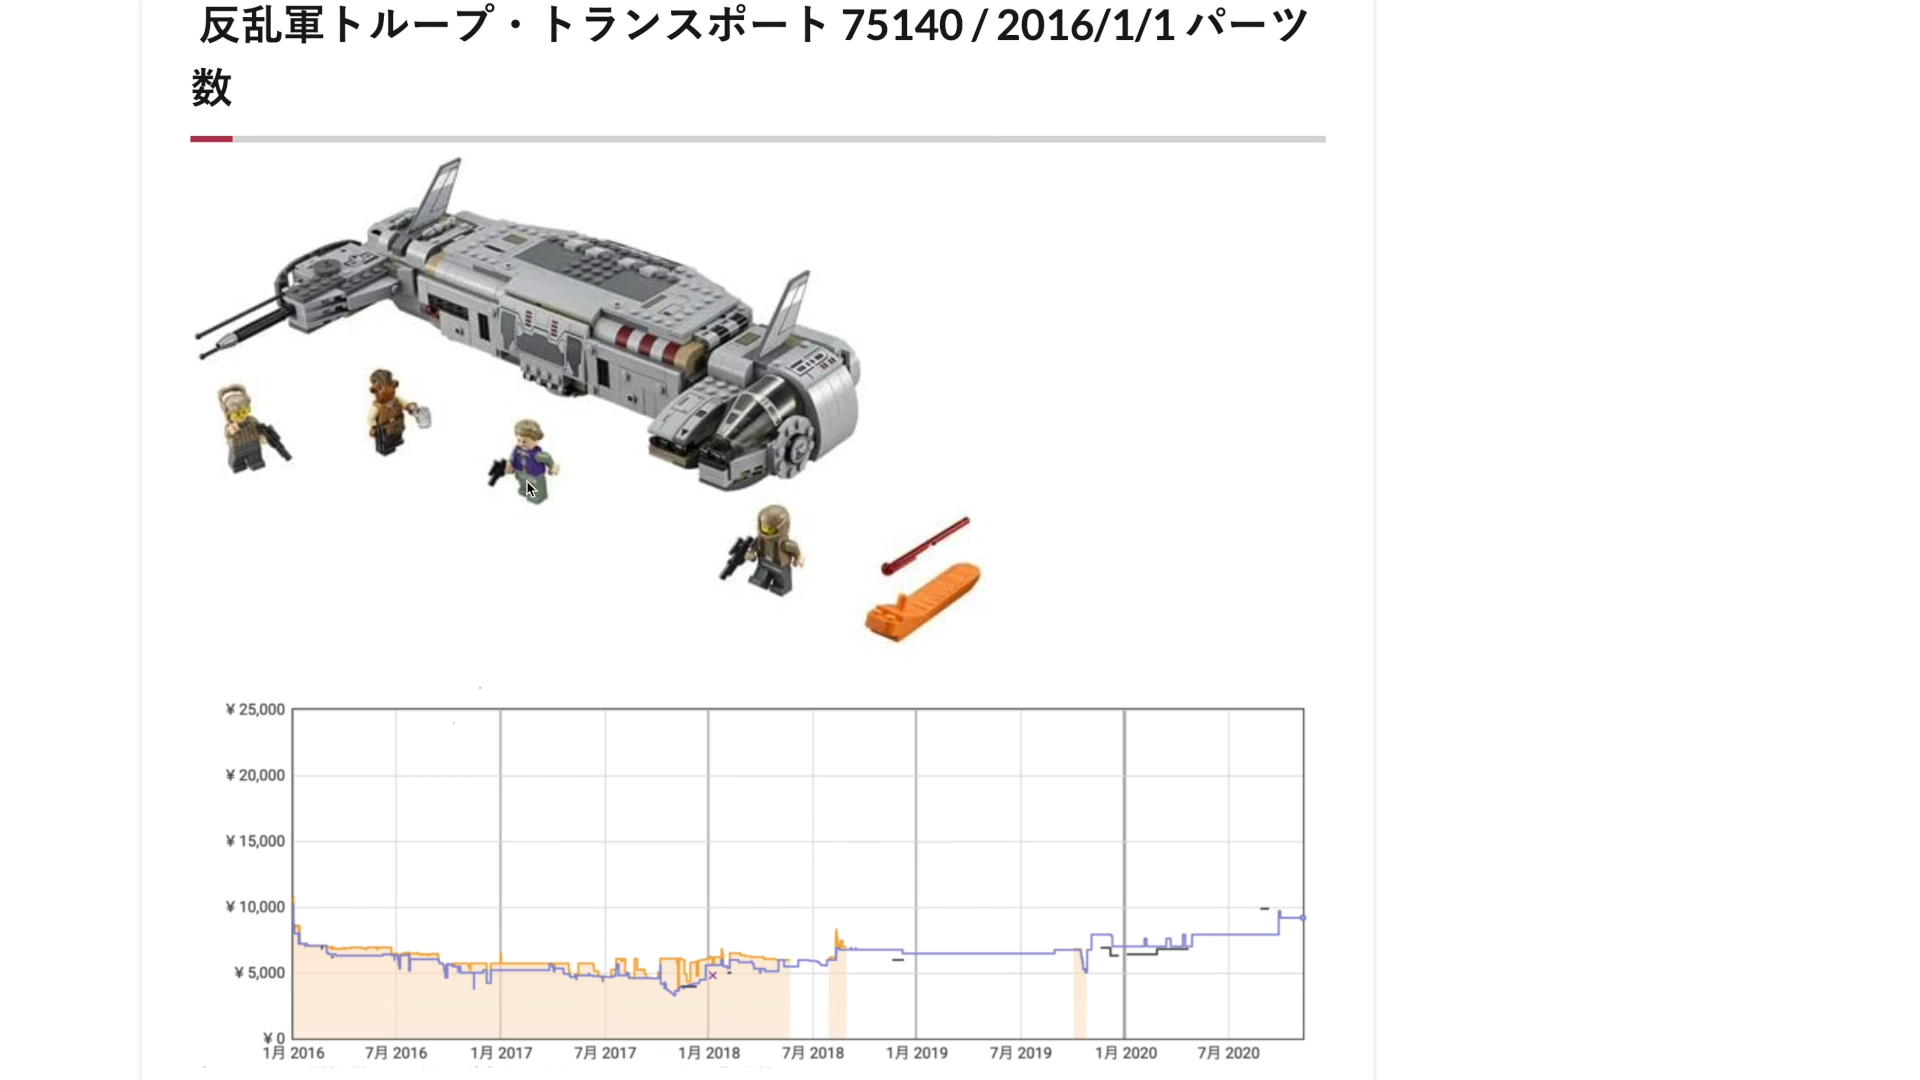 反乱軍トループ・トランスポート 75140 / 2016/1/1 パーツ
数
¥ 25,000
¥ 20,000
¥ 15,000
¥ 10,000
¥ 5,000
¥ 0
1月 2016 7月 2016 1月 2017 7月 2017 1月 2018 7月 2018 1月 2019 7月 2019 1月 2020 7月 2020